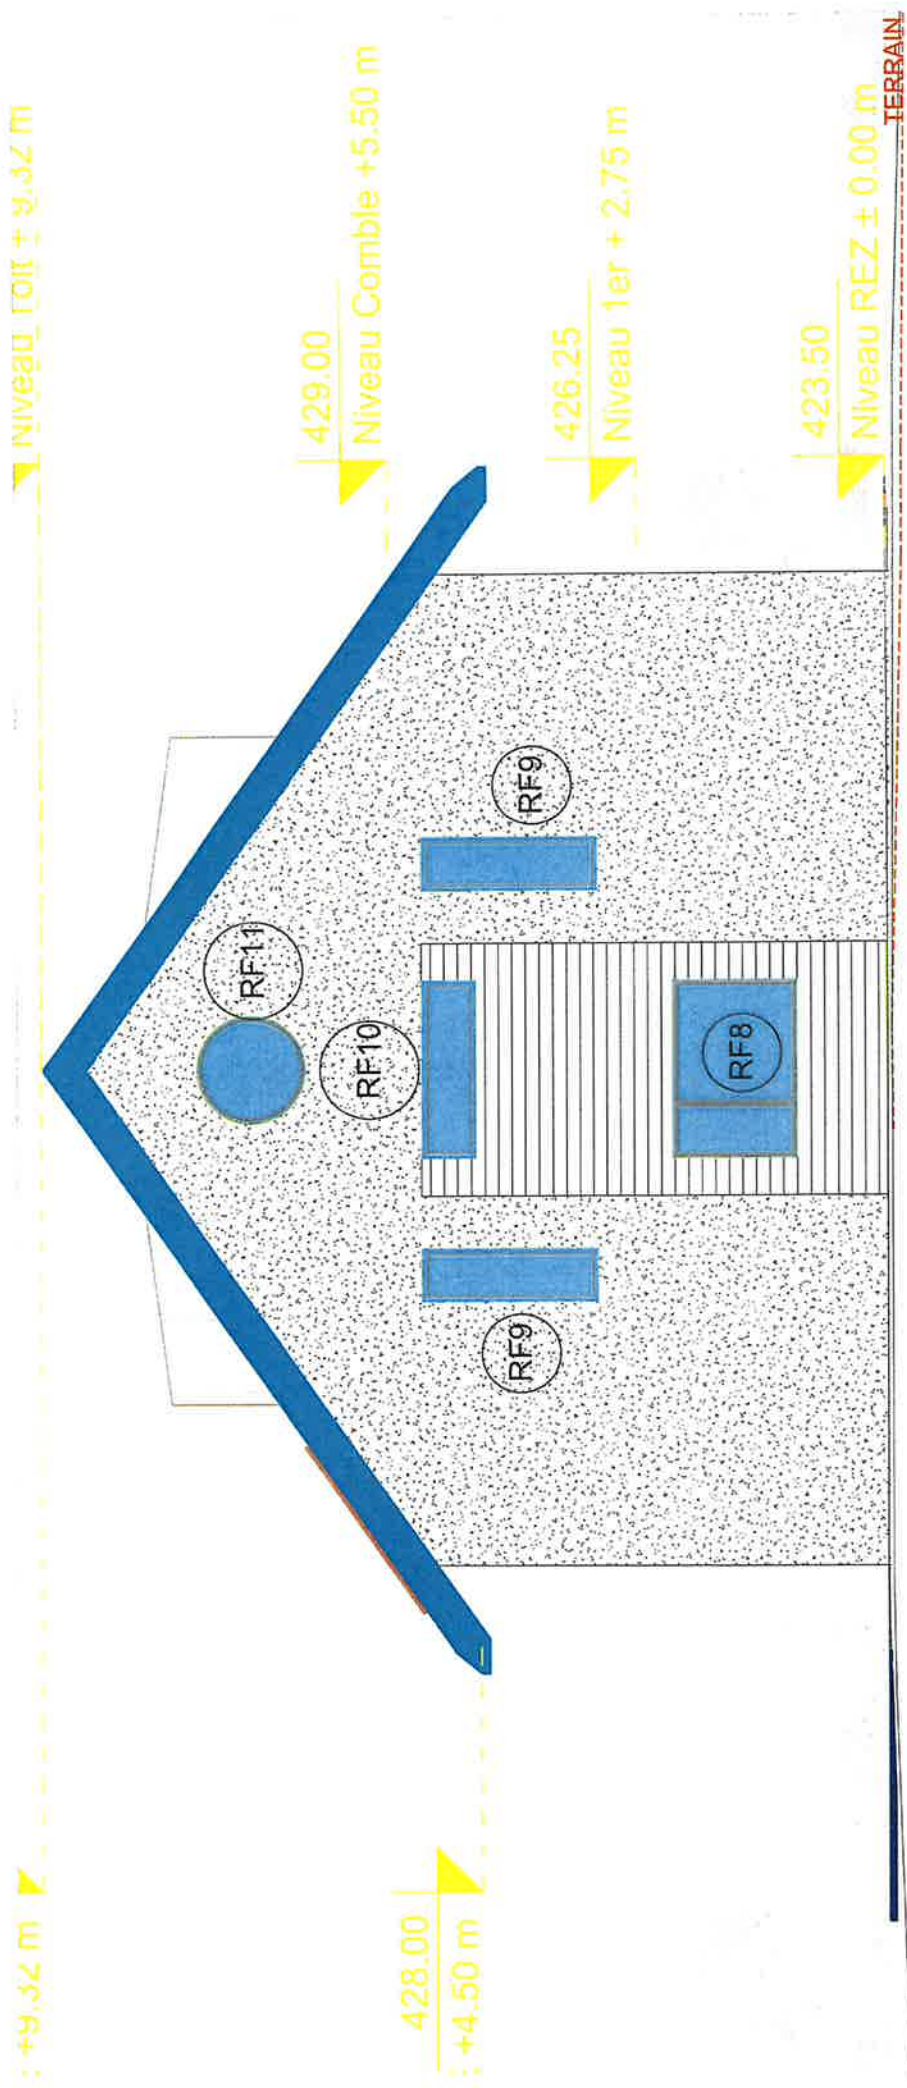 : +9.32 m
Niveau Toit + 9.32 m
428.00
: +4.50 m
429.00
Niveau Comble +5.50 m
426.25
Niveau 1er + 2.75 m
423.50
Niveau REZ ± 0.00 m
TERRAIN
RF11
RF10
RF9
RF9
RF8